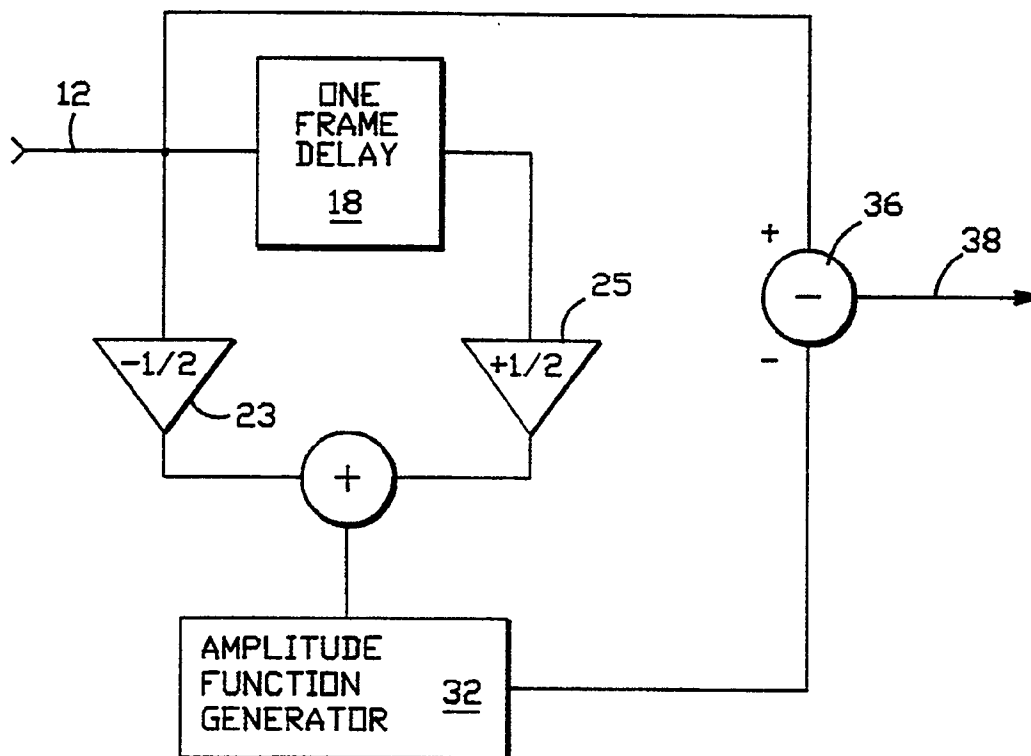 12
ONE
FRAME
DELAY
18
+
36
38
-
-
25
-1/2
+1/2
23
+
AMPLITUDE
FUNCTION
GENERATOR
32